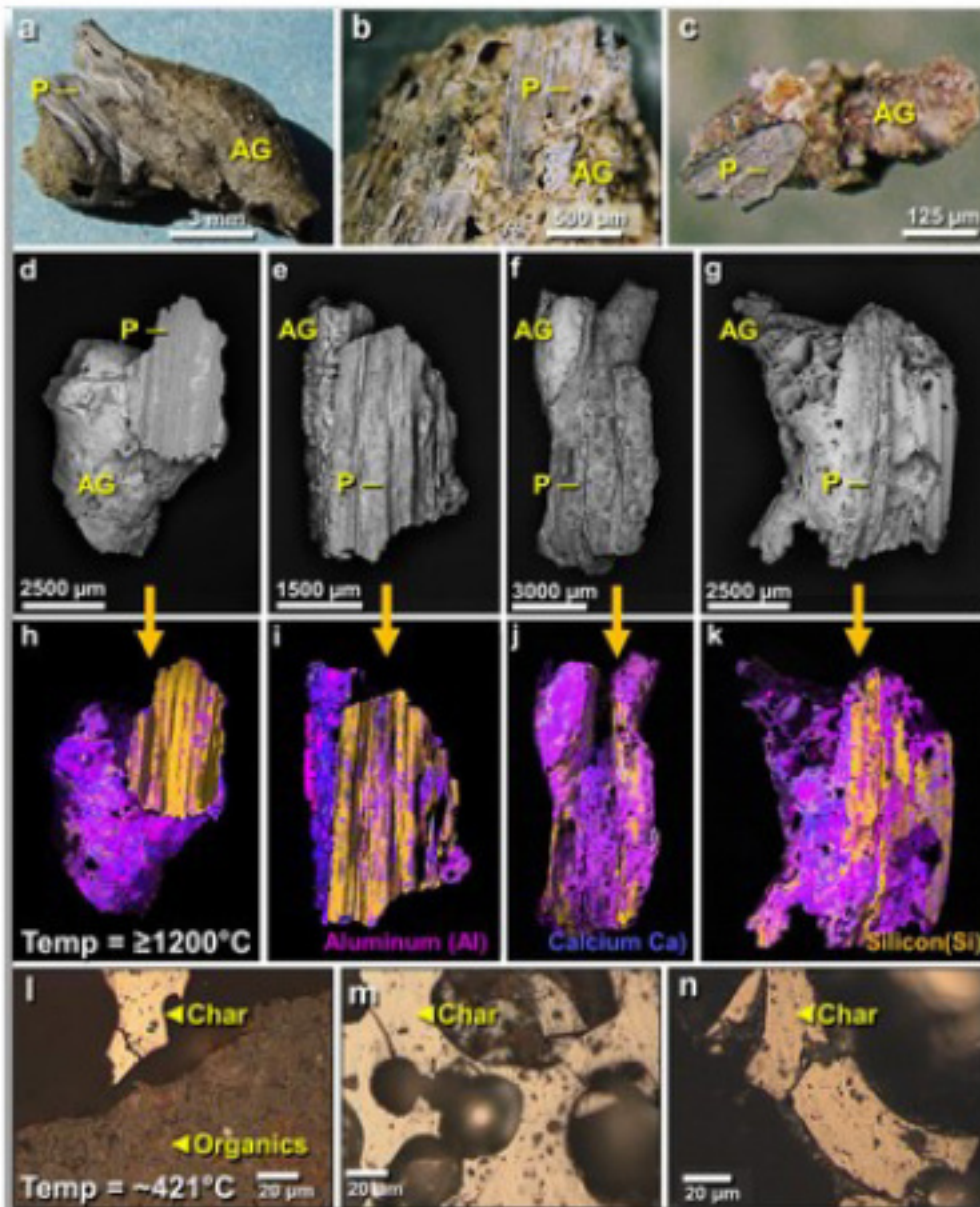 a
P
AG
3 mm
b
P
AG
500 µm
c
AG
P
125 µm
d
P
AG
2500 µm
e
AG
P
1500 µm
f
AG
P
3000 µm
g
AG
P
2500 µm
h
Temp = ≥1200°C
i
Aluminum (Al)
j
Calcium Ca)
k
Silicon(Si)
l
Char
Organics
Temp = ~421°C
20 µm
m
Char
20 µm
n
Char
20 µm